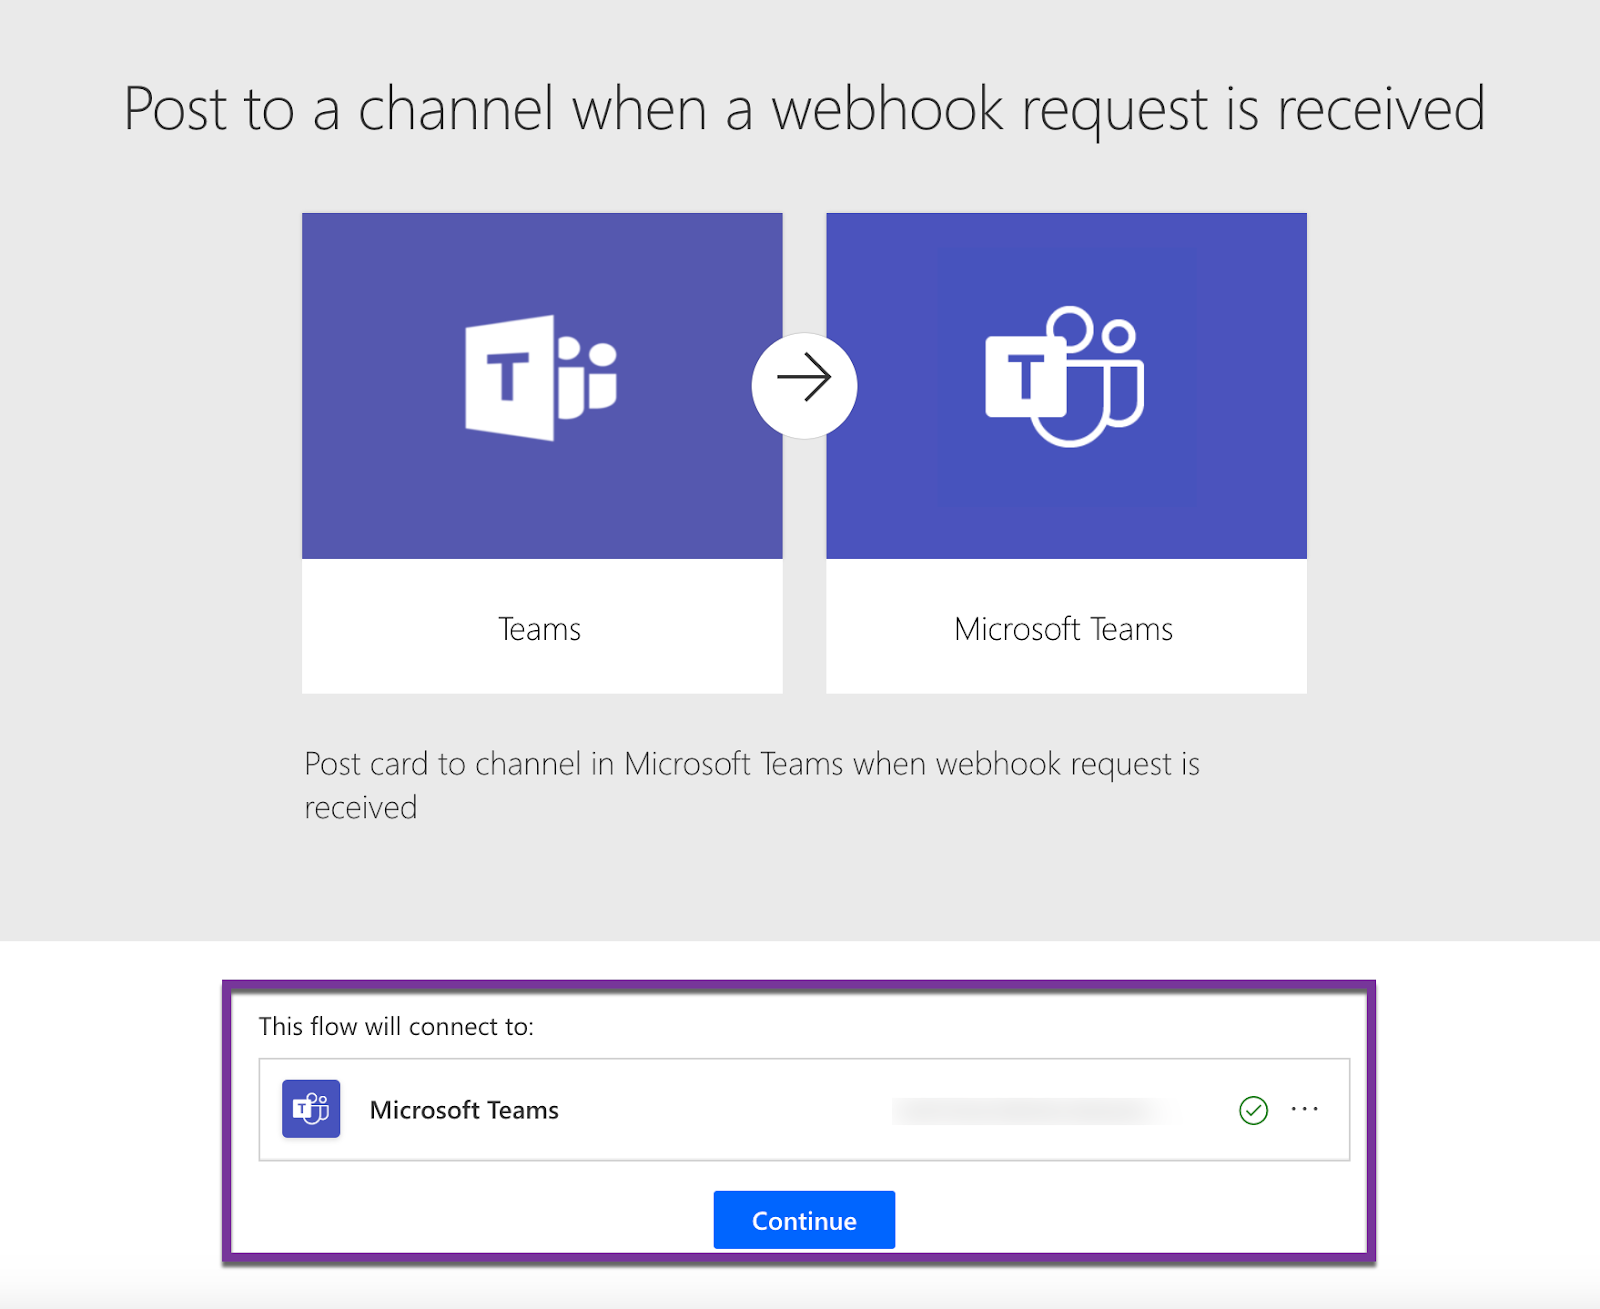 Post to a channel when a webhook request is received
T
T
Teams
Microsoft Teams
Post card to channel in Microsoft Teams when webhook request is
received
This flow will connect to:
T
Microsoft Teams
Continue